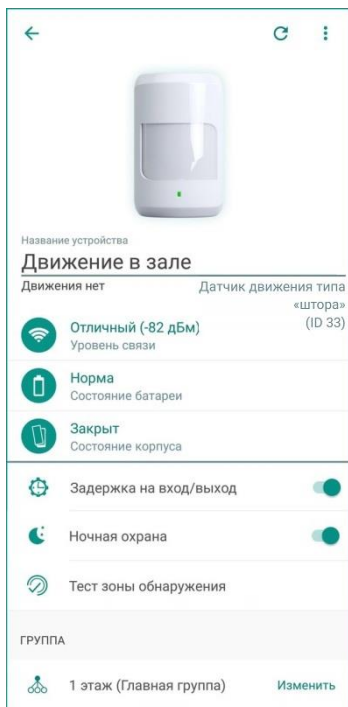 Название устройства
Движение в зале
Движения нет
Датчик движения типа
«штора»
(ID 33)
Отличный (-82 дБм)
Уровень связи
Норма
Состояние батареи
Закрыт
Состояние корпуса
Задержка на вход/выход
Ночная охрана
Тест зоны обнаружения
ГРУППА
1 этаж (Главная группа)
Изменить